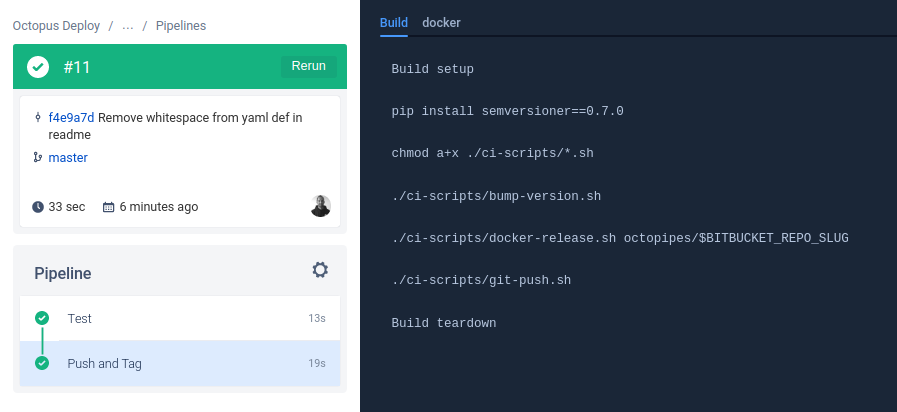 Octopus Deploy / ... / Pipelines
#11
Rerun
f4e9a7d Remove whitespace from yaml def in
readme
master
33 sec 6 minutes ago
Pipeline
Test 13s
Push and Tag 19s
Build docker
Build setup
pip install semversioner==0.7.0
chmod a+x ./ci-scripts/*.sh
./ci-scripts/bump-version.sh
./ci-scripts/docker-release.sh octopipes/$BITBUCKET_REPO_SLUG
./ci-scripts/git-push.sh
Build teardown